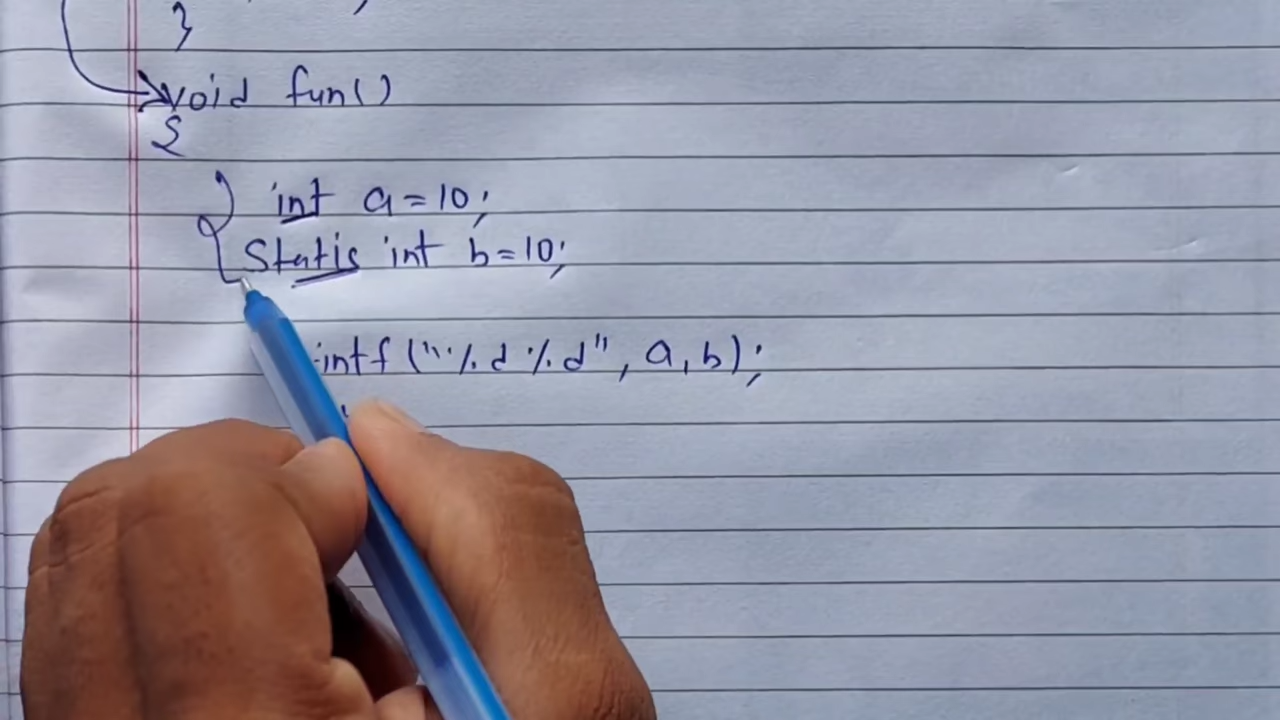 }
void fun()
{
int a=10;
Static int b=10;
intf ("%d %d", a,b);